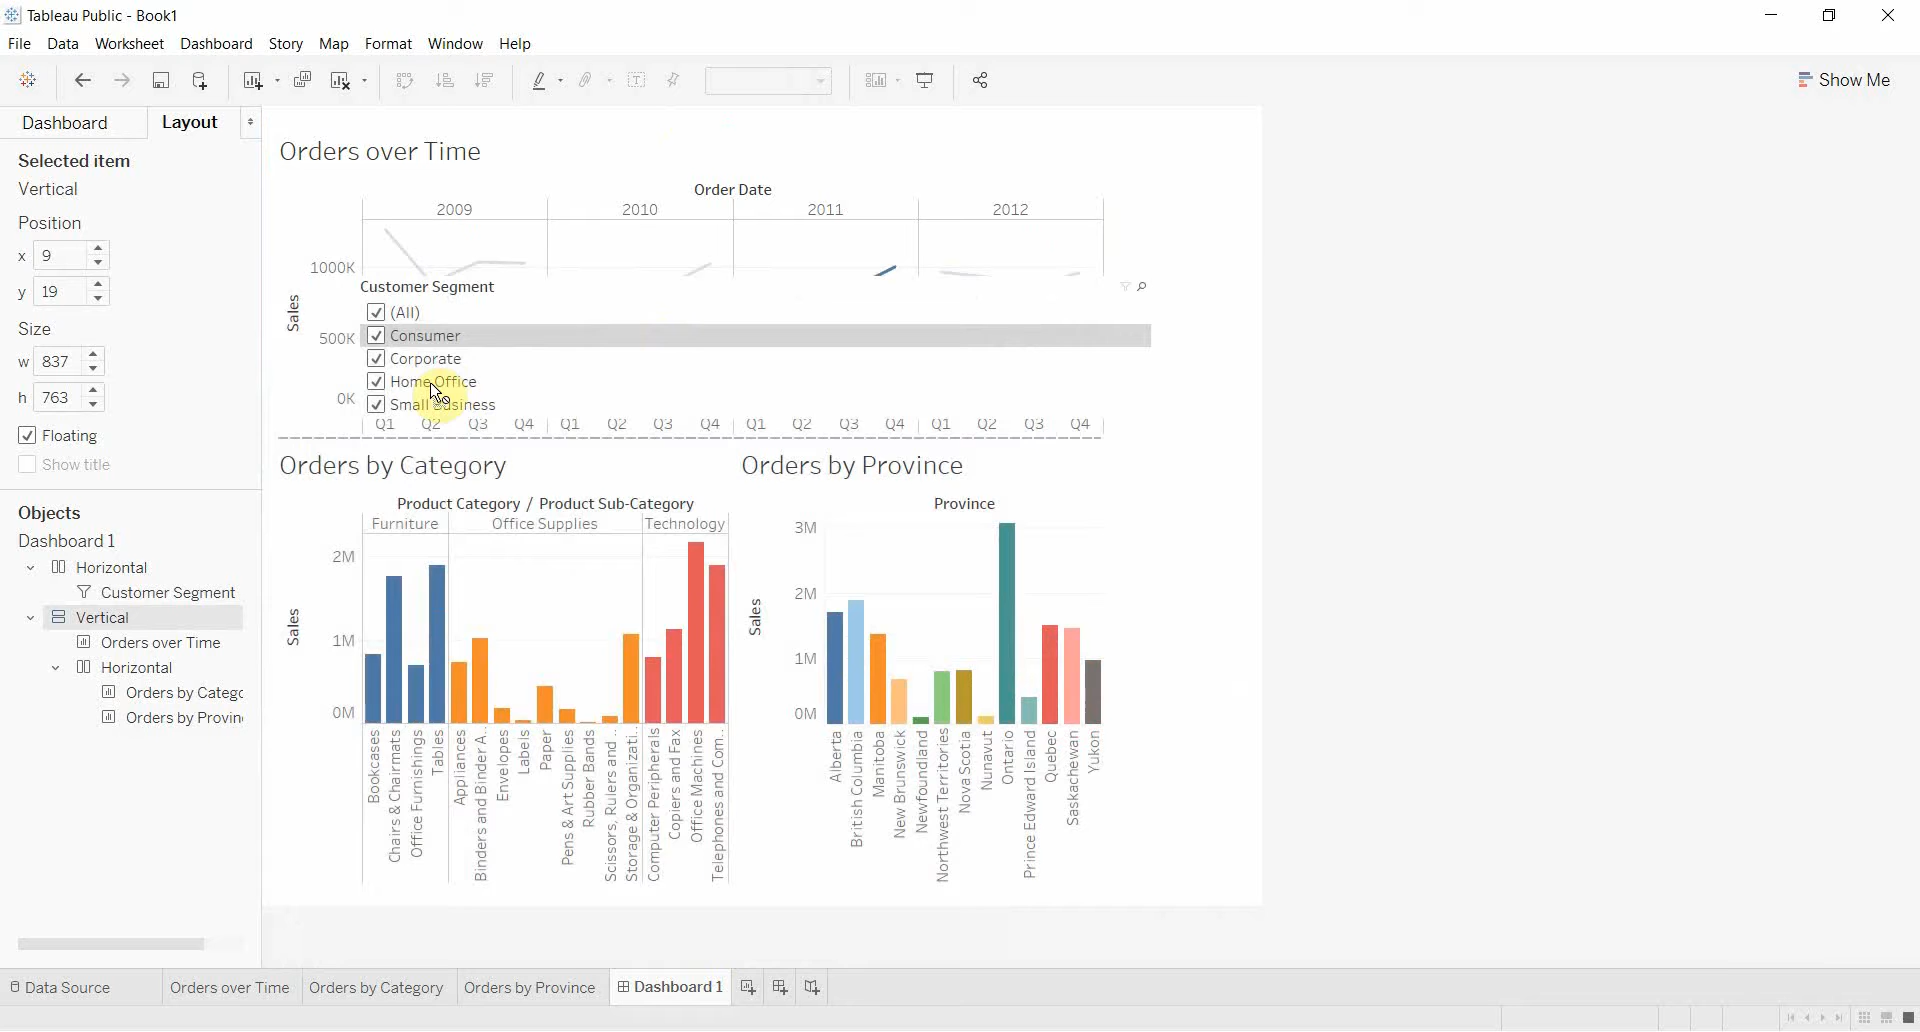 Tableau Public - Book1
File Data Worksheet Dashboard Story Map Format Window Help
Show Me
Dashboard Layout
Selected item
Vertical
Position
x 9
y 19
Size
w 837
h 763
Floating
Show title
Objects
Dashboard 1
Horizontal
Customer Segment
Vertical
Orders over Time
Horizontal
Orders by Catego
Orders by Provin
Orders over Time
Order Date
2009 2010 2011 2012
1000K
500K
0K
Sales
Customer Segment
(All)
Consumer
Corporate
Home Office
Small Business
Q1 Q2 Q3 Q4 Q1 Q2 Q3 Q4 Q1 Q2 Q3 Q4 Q1 Q2 Q3 Q4
Orders by Category
Product Category / Product Sub-Category
Furniture Office Supplies Technology
2M
1M
0M
Sales
Bookcases
Chairs & Chairmats
Office Furnishings
Tables
Appliances
Binders and Binder A..
Envelopes
Labels
Paper
Pens & Art Supplies
Rubber Bands
Scissors, Rulers and ..
Storage & Organizati..
Computer Peripherals
Copiers and Fax
Office Machines
Telephones and Com..
Orders by Province
Province
3M
2M
1M
0M
Sales
Alberta
British Columbia
Manitoba
New Brunswick
Newfoundland
Northwest Territories
Nova Scotia
Nunavut
Ontario
Prince Edward Island
Quebec
Saskachewan
Yukon
Data Source Orders over Time Orders by Category Orders by Province Dashboard 1